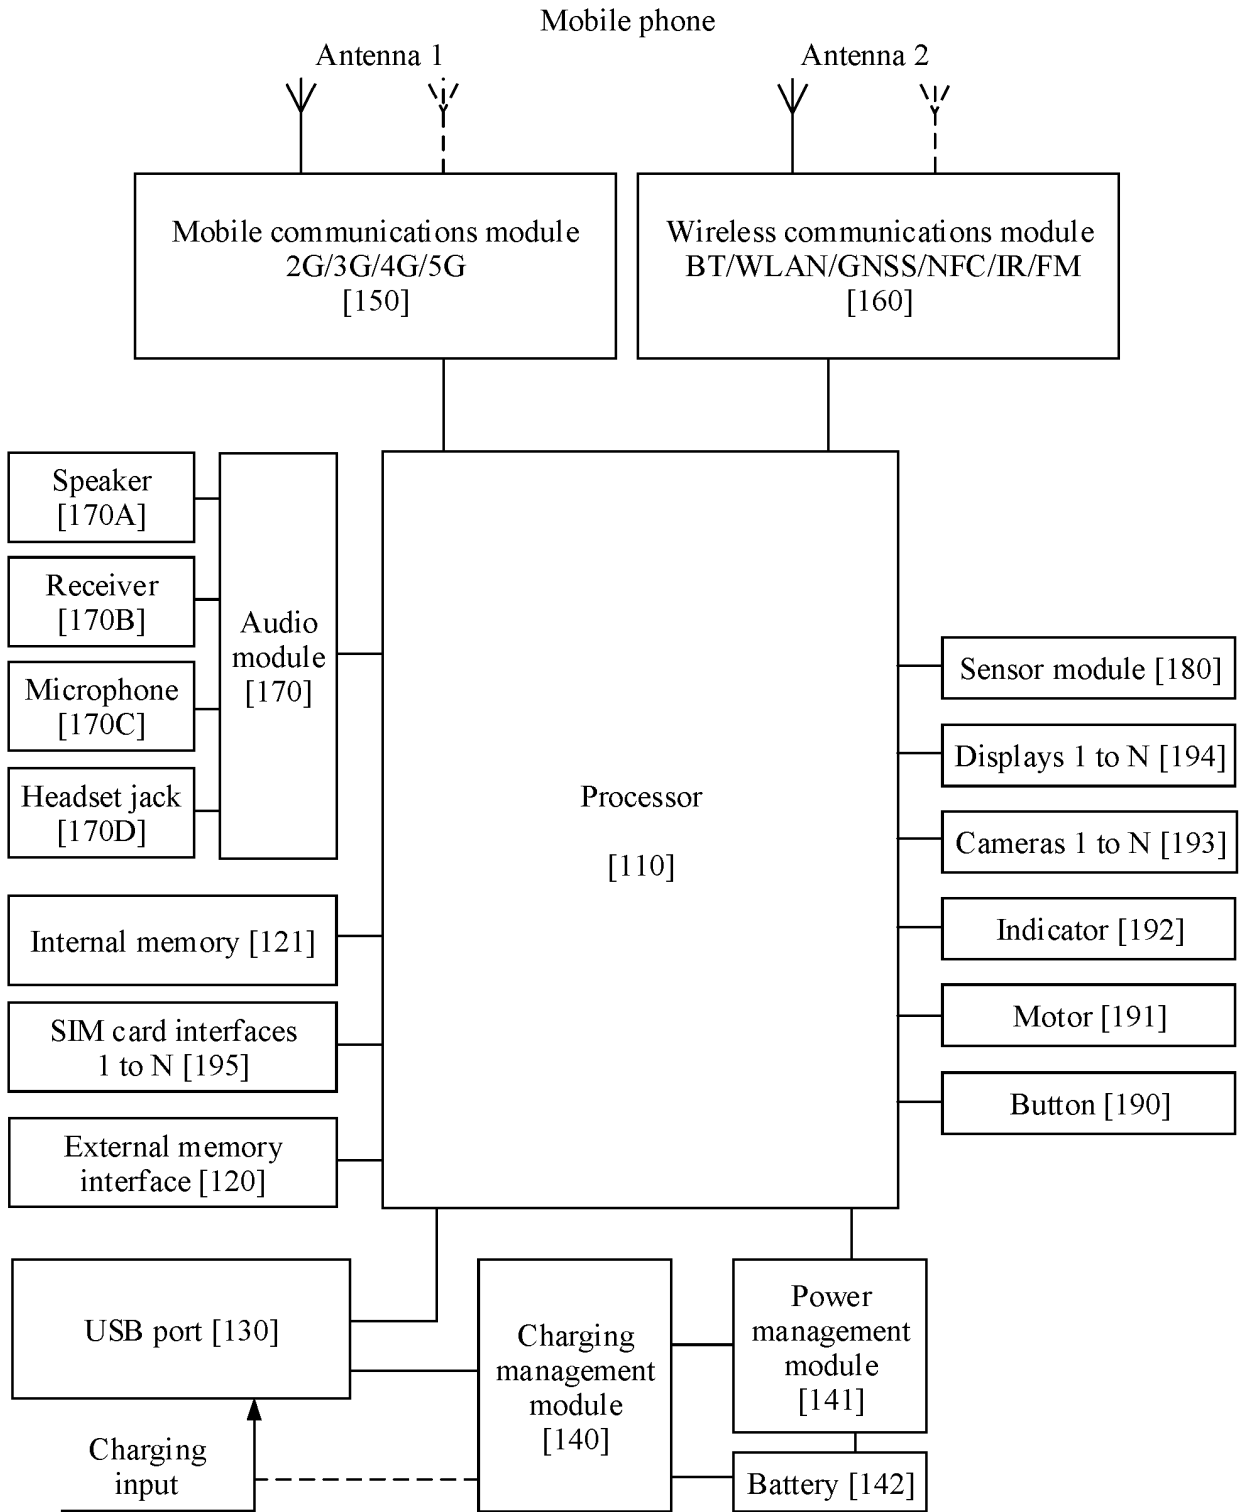 Mobile phone
Antenna 1
Antenna 2
Mobile communications module
2G/3G/4G/5G
[150]
Wireless communications module
BT/WLAN/GNSS/NFC/IR/FM
[160]
Speaker
[170A]
Receiver
[170B]
Microphone
[170C]
Headset jack
[170D]
Audio
module
[170]
Internal memory [121]
SIM card interfaces
1 to N [195]
External memory
interface [120]
Processor
[110]
Sensor module [180]
Displays 1 to N [194]
Cameras 1 to N [193]
Indicator [192]
Motor [191]
Button [190]
USB port [130]
Charging
input
Charging
management
module
[140]
Power
management
module
[141]
Battery [142]